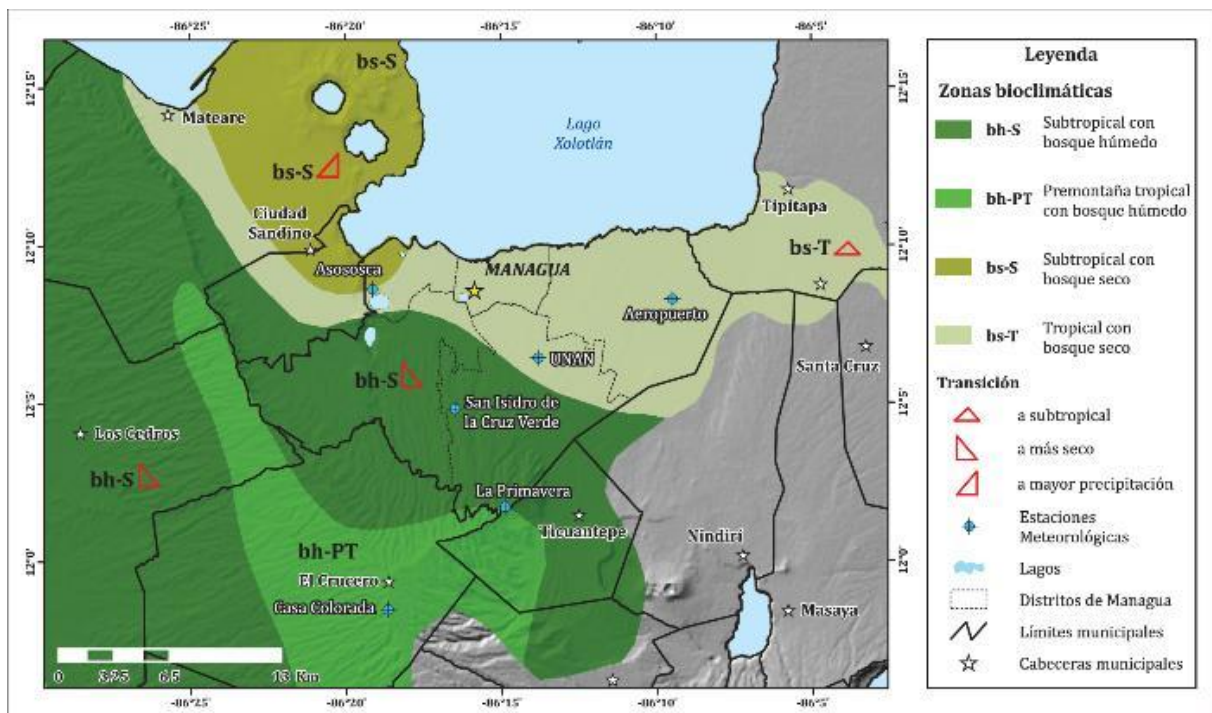 -86°25'
-86°20'
-86°15'
-86°10'
-86°5'
12°15'
12°10'
12°5'
12°0'
bs-S
Mateare
Lago
Xolotlán
bs-S
Ciudad
Sandino
Tipitapa
bs-T
Asososca
MANAGUA
Aeropuerto
UNAN
Santa Cruz
bh-S
San Isidro de
la Cruz Verde
Los Cedros
bh-S
La Primavera
Ticuantepe
bh-PT
Nindirí
El Crucero
Casa Colorada
Masaya
0 3,25 6,5 13 Km
12°15'
12°10'
12°5'
12°0'
-86°25'
-86°20'
-86°15'
-86°10'
-86°5'
Leyenda
Zonas bioclimáticas
bh-S Subtropical con
bosque húmedo
bh-PT Premontaña tropical
con bosque húmedo
bs-S Subtropical con
bosque seco
bs-T Tropical con
bosque seco
Transición
a subtropical
a más seco
a mayor precipitación
Estaciones
Meteorológicas
Lagos
Distritos de Managua
Límites municipales
Cabeceras municipales